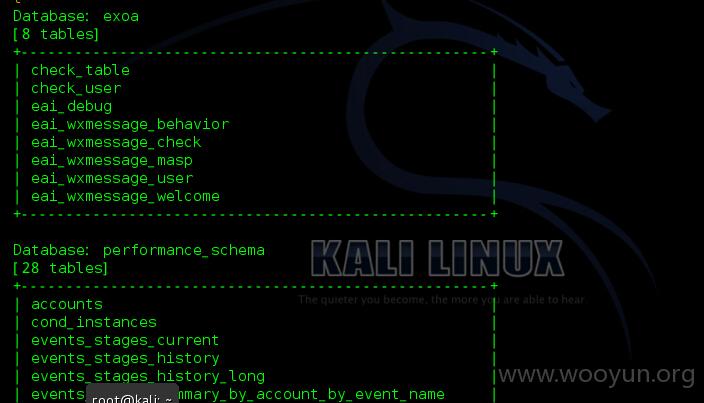 Database: exoa
[8 tables]
+----------------------------------------------------+
| check_table |
| check_user |
| eai_debug |
| eai_wxmessage_behavior |
| eai_wxmessage_check |
| eai_wxmessage_masp |
| eai_wxmessage_user |
| eai_wxmessage_welcome |
+----------------------------------------------------+
Database: performance_schema
[28 tables]
+----------------------------------------------------+
| accounts
| cond_instances |
| events_stages_current |
| events_stages_history |
| events_stages_history_long |
| events_ mmary_by_account_by_event_name |
KALI LINUX
The quieter you become, the more you are able to hear
www.wooyun.org
root@kali: ~